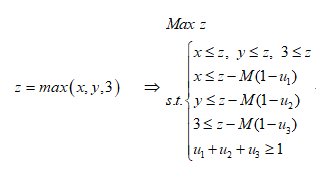 Max z
x≤z, y≤z, 3≤z
x≤z−M(1−u₁)
z=max(x,y,3) ⇒ s.t. y≤z−M(1−u₂)
3≤z−M(1−u₃)
u₁+u₂+u₃≥1